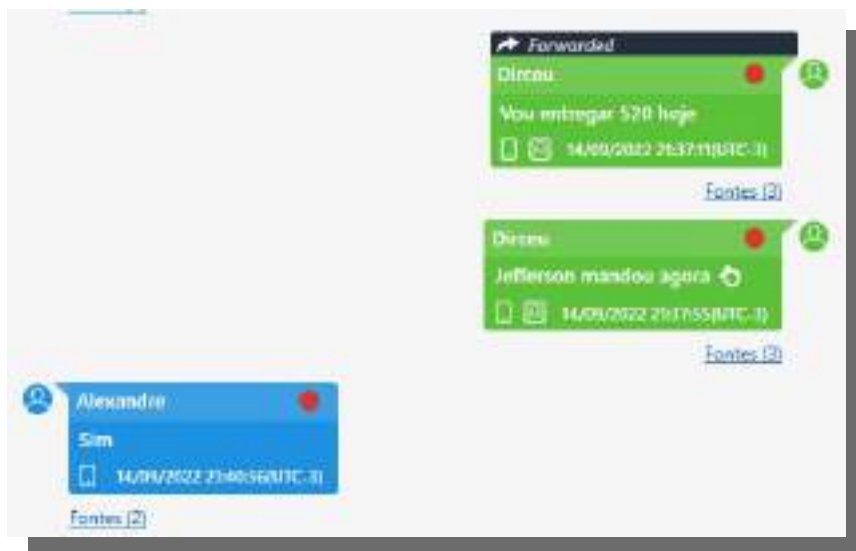 Forwarded
Dirceu
Vou entregar 520 hoje
14/09/2022 21:37:11(UTC-3)
Fontes (3)
Dirceu
Jefferson mandou agora
14/09/2022 21:37:55(UTC-3)
Fontes (3)
Alexandre
Sim
14/09/2022 21:40:56(UTC-3)
Fontes (2)